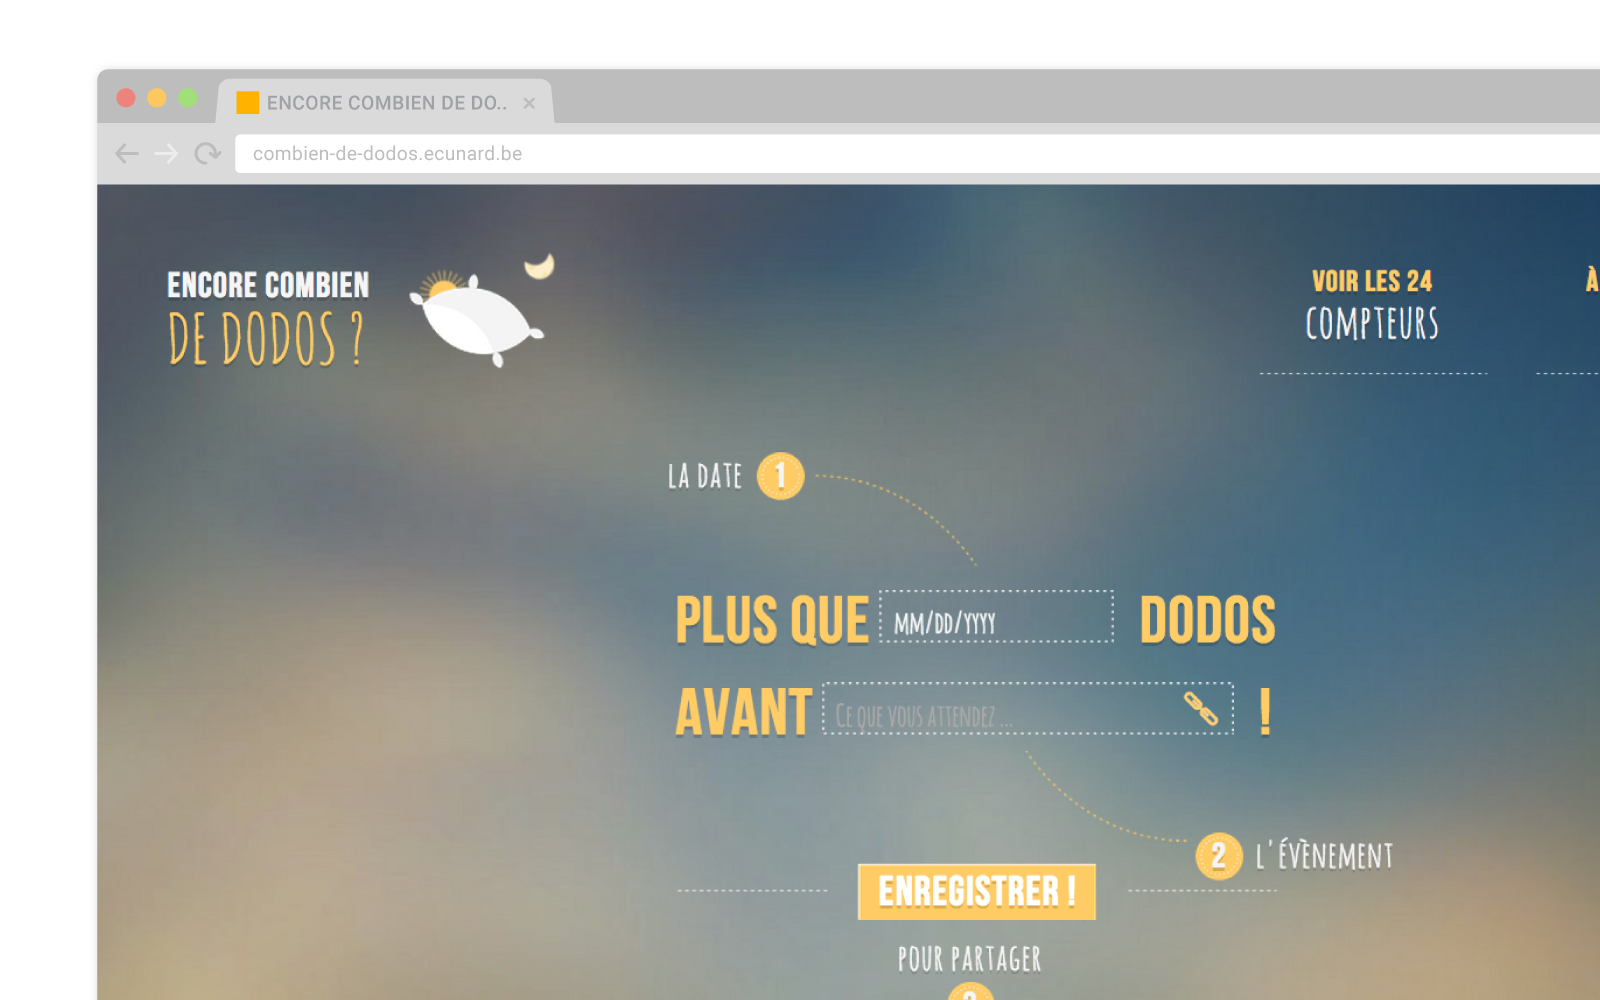 ENCORE COMBIEN DE DO..
combien-de-dodos.ecunard.be
ENCORE COMBIEN
DE DODOS ?
VOIR LES 24
COMPTEURS
À
LA DATE 1
PLUS QUE MM/DD/YYYY DODOS
AVANT CE QUE VOUS ATTENDEZ ... !
2 L'ÉVÈNEMENT
ENREGISTRER !
POUR PARTAGER